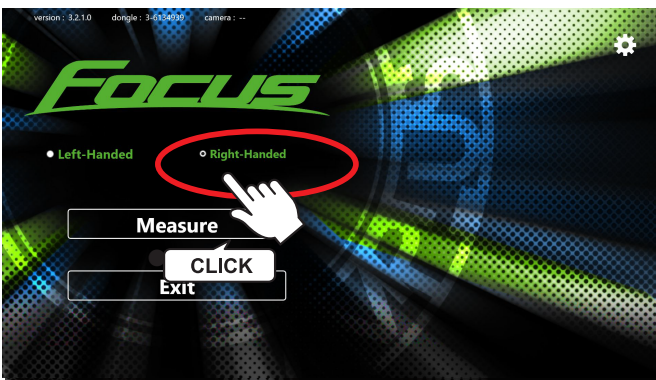 version : 3.2.1.0 dongle : 3-6134939 camera : --
Focus
Left-Handed Right-Handed
Measure
CLICK
Exit